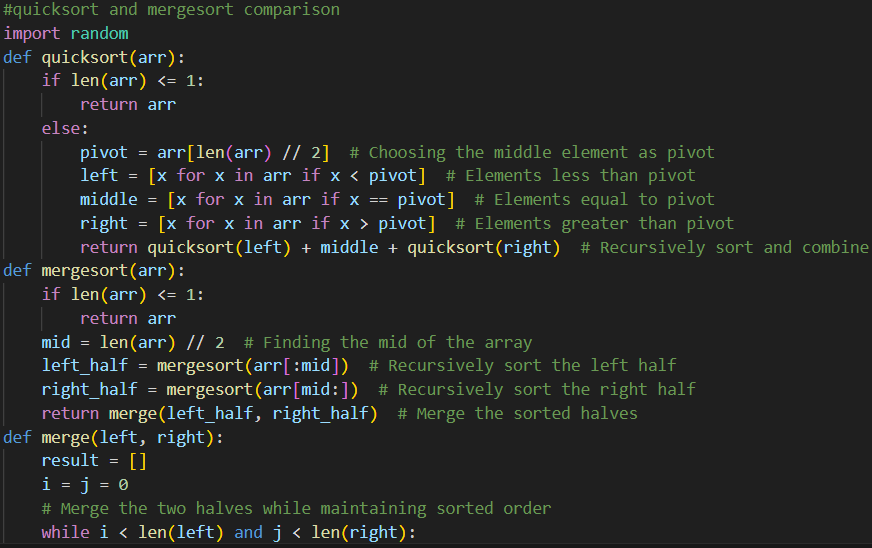 #quicksort and mergesort comparison
import random
def quicksort(arr):
    if len(arr) <= 1:
        return arr
    else:
        pivot = arr[len(arr) // 2]  # Choosing the middle element as pivot
        left = [x for x in arr if x < pivot]  # Elements less than pivot
        middle = [x for x in arr if x == pivot]  # Elements equal to pivot
        right = [x for x in arr if x > pivot]  # Elements greater than pivot
        return quicksort(left) + middle + quicksort(right)  # Recursively sort and combine
def mergesort(arr):
    if len(arr) <= 1:
        return arr
    mid = len(arr) // 2  # Finding the mid of the array
    left_half = mergesort(arr[:mid])  # Recursively sort the left half
    right_half = mergesort(arr[mid:])  # Recursively sort the right half
    return merge(left_half, right_half)  # Merge the sorted halves
def merge(left, right):
    result = []
    i = j = 0
    # Merge the two halves while maintaining sorted order
    while i < len(left) and j < len(right):